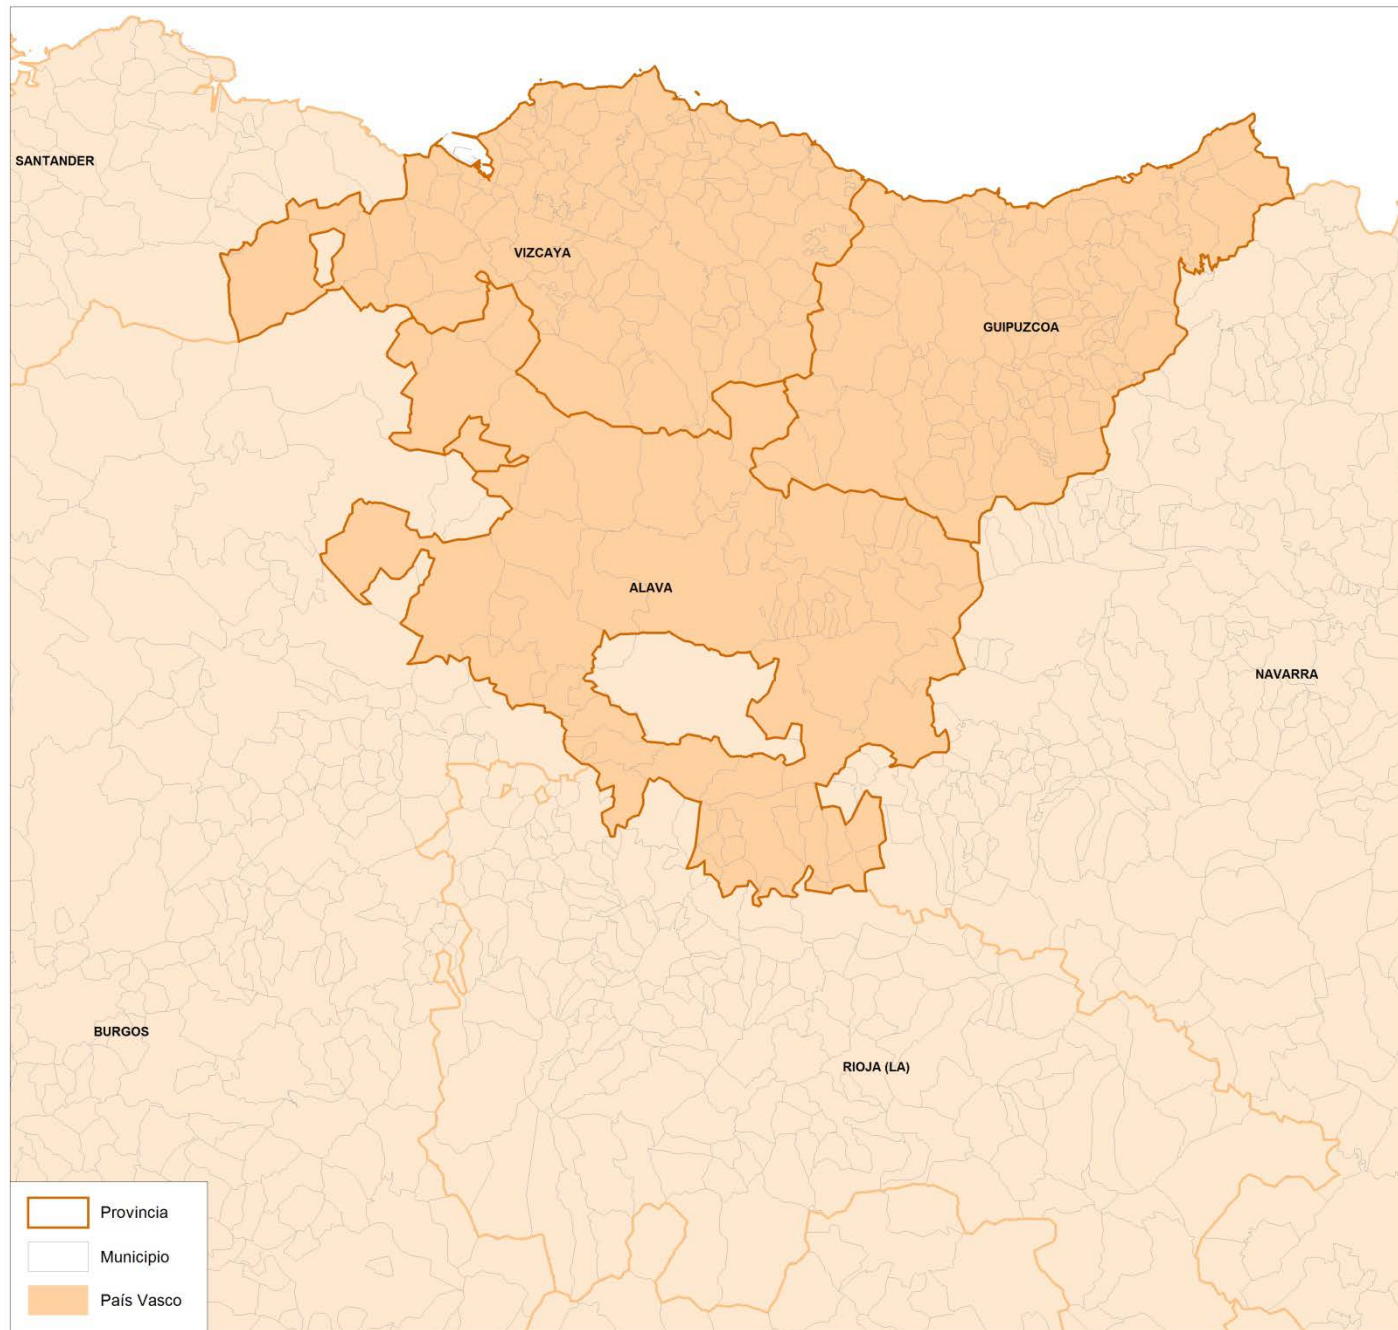 SANTANDER
VIZCAYA
GUIPUZCOA
ALAVA
NAVARRA
BURGOS
RIOJA (LA)
Provincia
Municipio
País Vasco